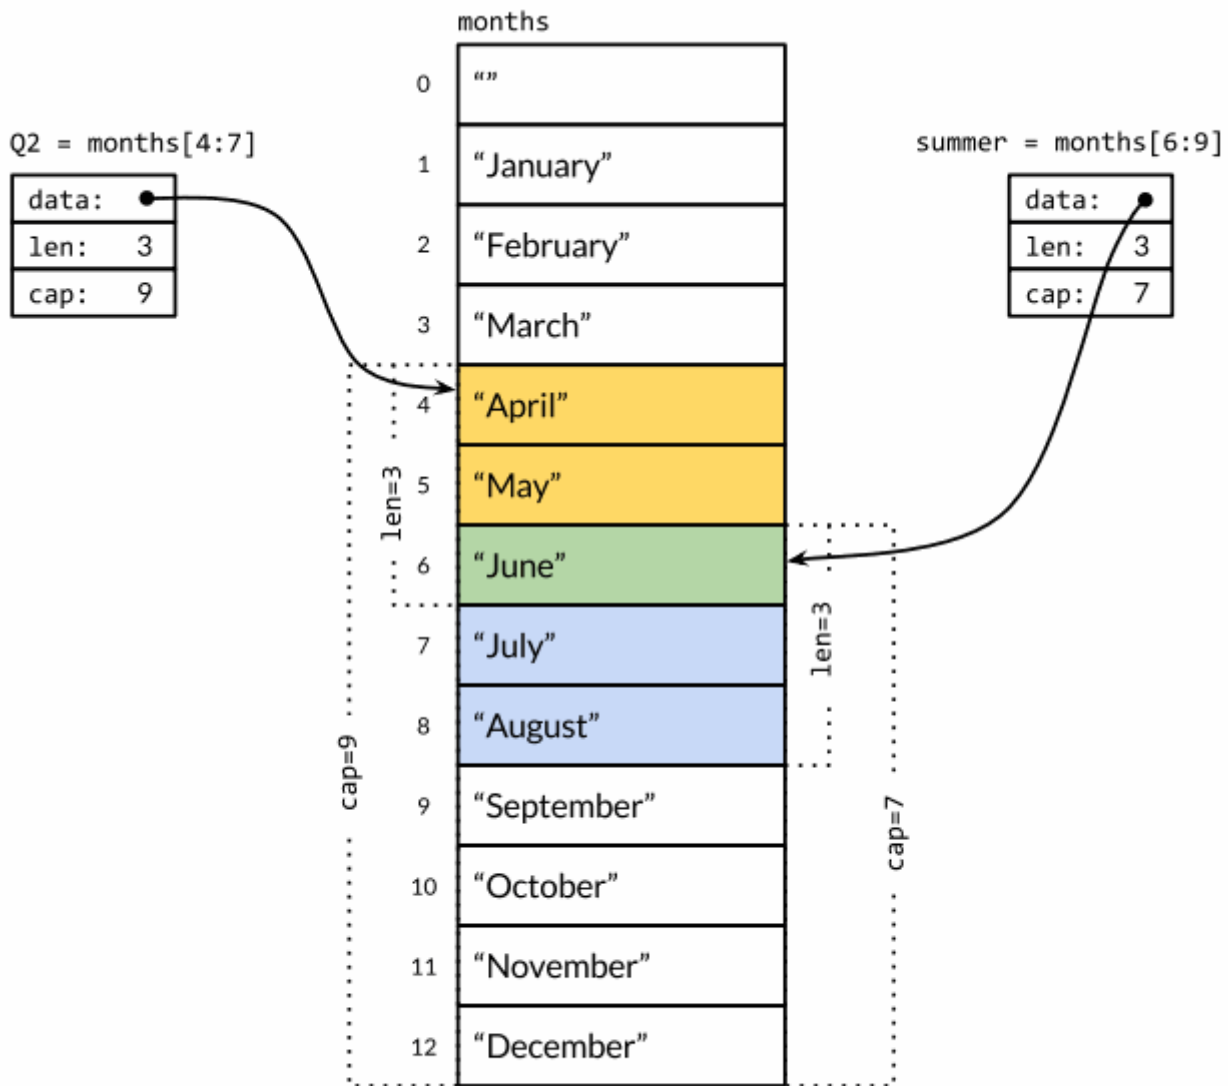 months
Q2 = months[4:7]
data:
len: 3
cap: 9
summer = months[6:9]
data:
len: 3
cap: 7
0 “”
1 “January”
2 “February”
3 “March”
4 “April”
5 “May”
6 “June”
7 “July”
8 “August”
9 “September”
10 “October”
11 “November”
12 “December”
len=3
cap=9
len=3
cap=7